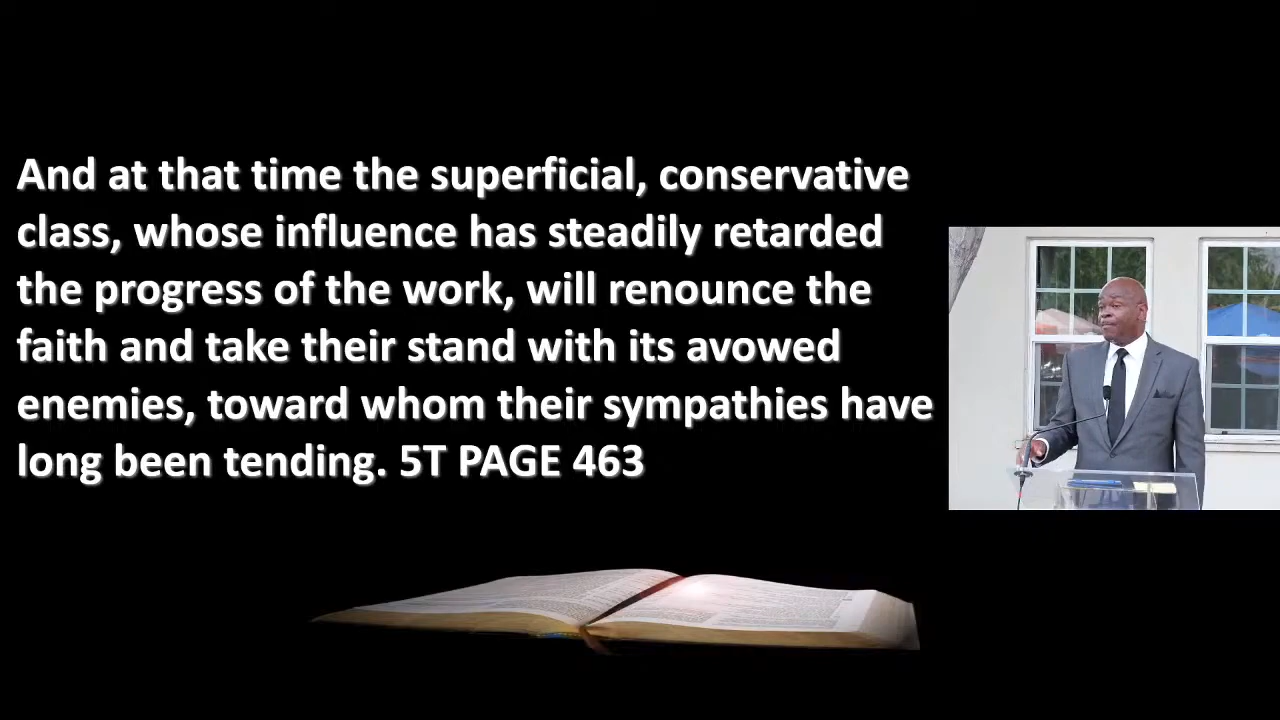 And at that time the superficial, conservative
class, whose influence has steadily retarded
the progress of the work, will renounce the
faith and take their stand with its avowed
enemies, toward whom their sympathies have
long been tending. 5T PAGE 463